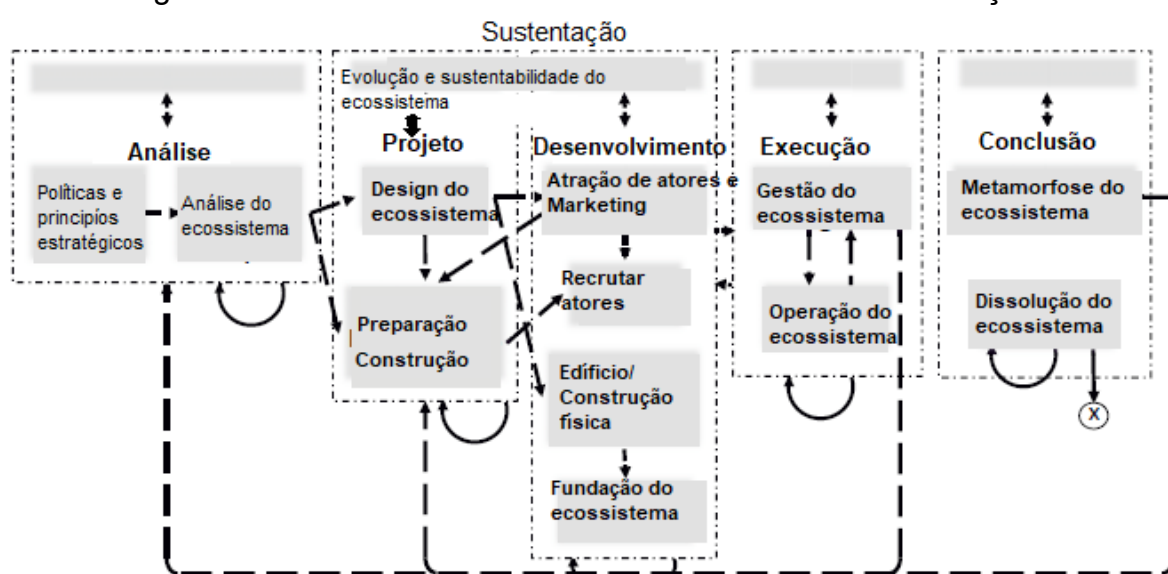 Sustentação
Evolução e sustentabilidade do
ecossistema
Análise
Políticas e
principíos
estratégicos
Análise do
ecossistema
Projeto
Design do
ecossistema
Preparação
Construção
Desenvolvimento
Atração de atores e
Marketing
Recrutar
atores
Edíficio/
Construção
física
Fundação do
ecossistema
Execução
Gestão do
ecossistema
Operação do
ecossistema
Conclusão
Metamorfose do
ecossistema
Dissolução do
ecossistema
X